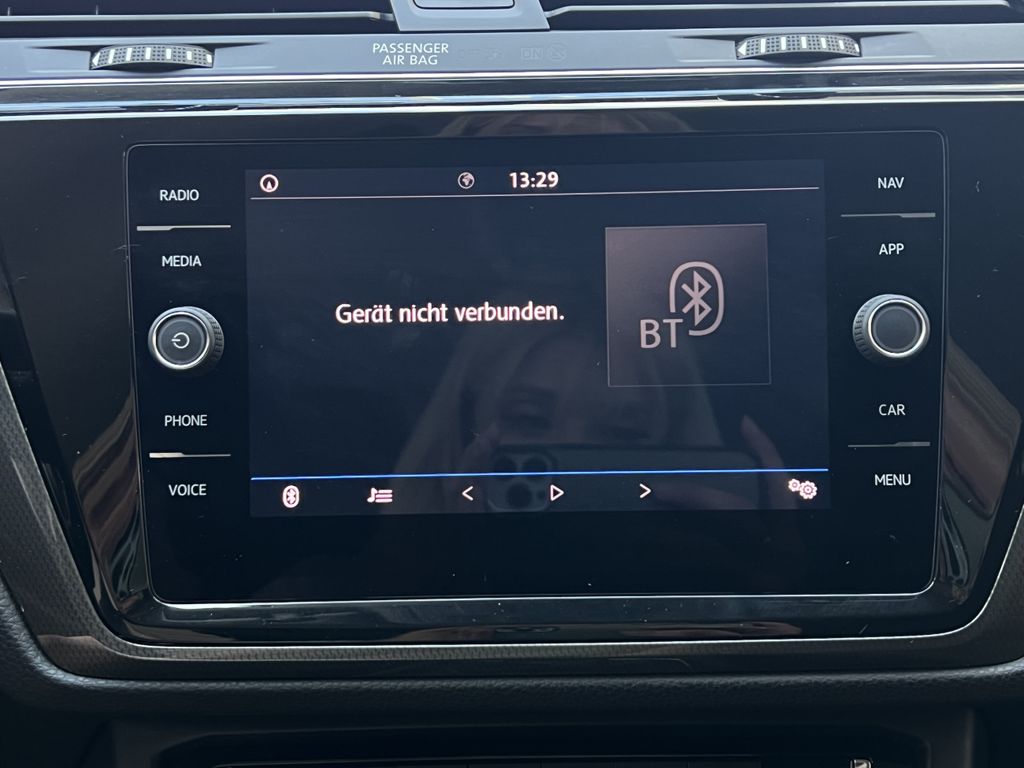 PASSENGER
AIR BAG
RADIO
MEDIA
PHONE
VOICE
13:29
Gerät nicht verbunden.
BT
NAV
APP
CAR
MENU